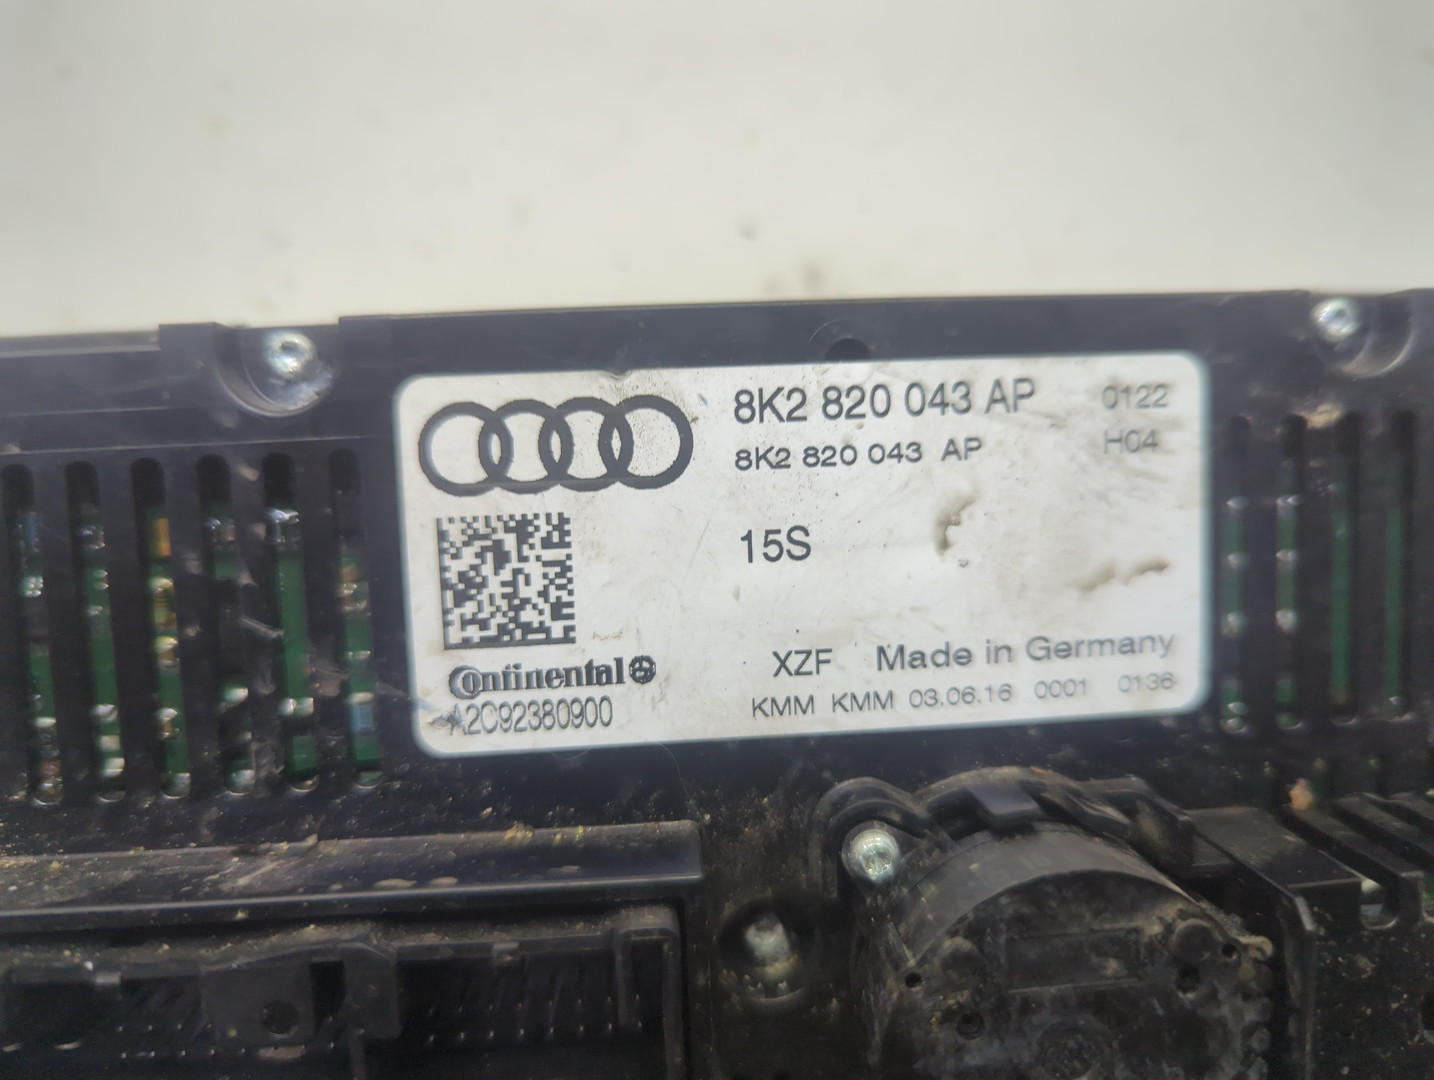 8K2 820 043 AP 0122
8K2 820 043 AP H04
15S
Continental
A2C92380900
XZF Made in Germany
KMM KMM 03.06.16 0001 0136